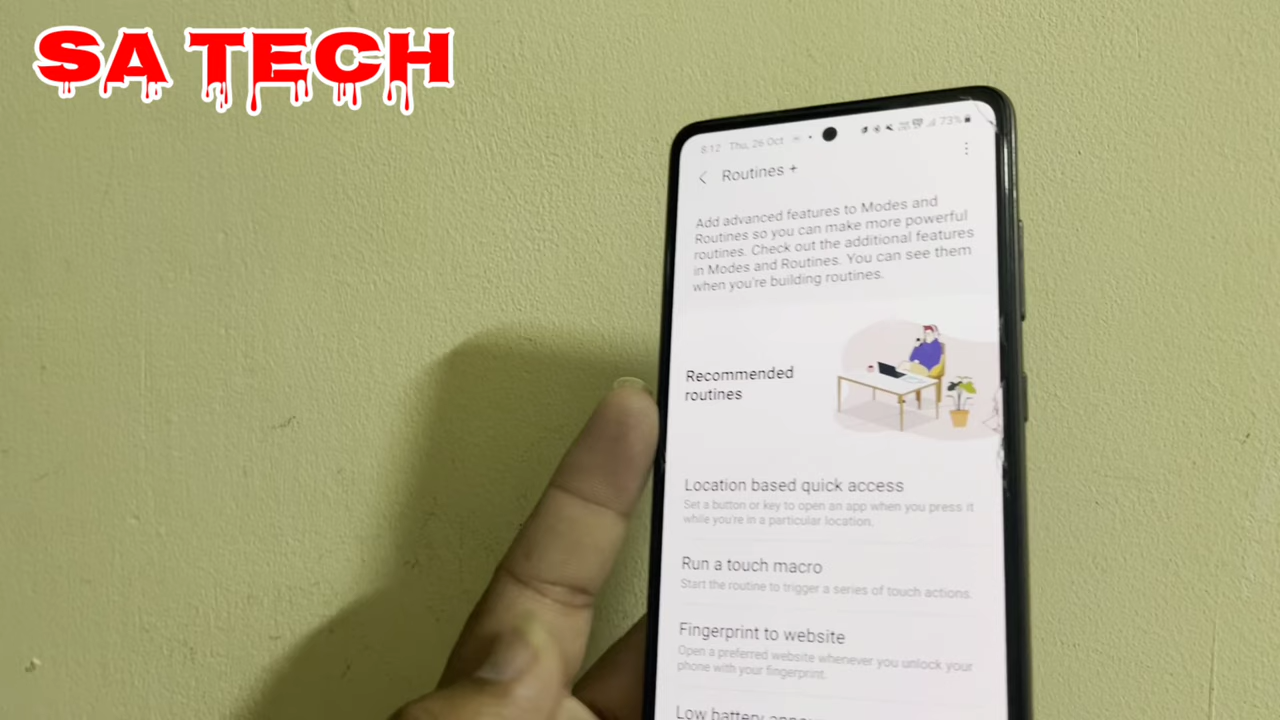 SA TECH
8:12 Thu, 26 Oct
73%
Routines +
Add advanced features to Modes and
Routines so you can make more powerful
routines. Check out the additional features
in Modes and Routines. You can see them
when you're building routines.
Recommended
routines
Location based quick access
Set a button or key to open an app when you press it
while you're in a particular location.
Run a touch macro
Start the routine to trigger a series of touch actions.
Fingerprint to website
Open a preferred website whenever you unlock your
phone with your fingerprint.
Low battery